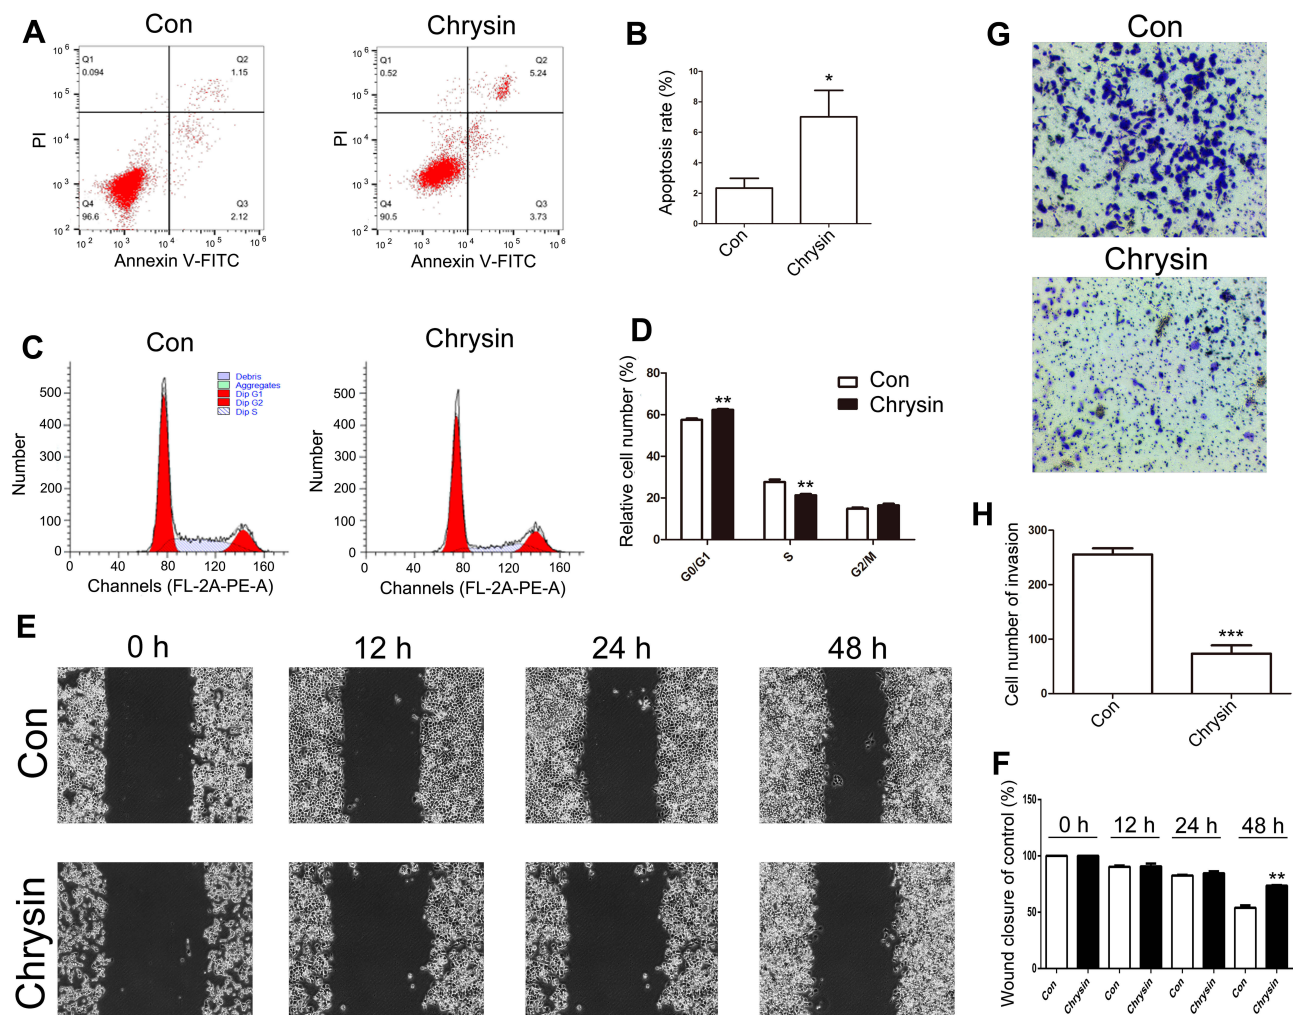 A
Con
Chrysin
10^6
10^5
10^4
10^3
10^2
PI
Q1
0.094
Q2
1.15
Q4
96.6
Q3
2.12
10^2
10^3
10^4
10^5
10^6
Annexin V-FITC
10^6
10^5
10^4
10^3
10^2
PI
Q1
0.52
Q2
5.24
Q4
90.5
Q3
3.73
10^2
10^3
10^4
10^5
10^6
Annexin V-FITC
B
Apoptosis rate (%)
10
8
6
4
2
0
*
Con
Chrysin
C
Con
Chrysin
Number
500
400
300
200
100
0
Debris
Aggregates
Dip G1
Dip G2
Dip S
0 40 80 120 160
Channels (FL-2A-PE-A)
Number
500
400
300
200
100
0
0 40 80 120 160
Channels (FL-2A-PE-A)
D
Relative cell number (%)
80
60
40
20
0
Con
Chrysin
**
**
G0/G1
S
G2/M
E
0 h 12 h 24 h 48 h
Con
Chrysin
G
Con
Chrysin
H
Cell number of invasion
300
200
100
0
***
Con
Chrysin
F
Wound closure of control (%)
150
100
50
0
0 h 12 h 24 h 48 h
**
Con Chrysin Con Chrysin Con Chrysin Con Chrysin